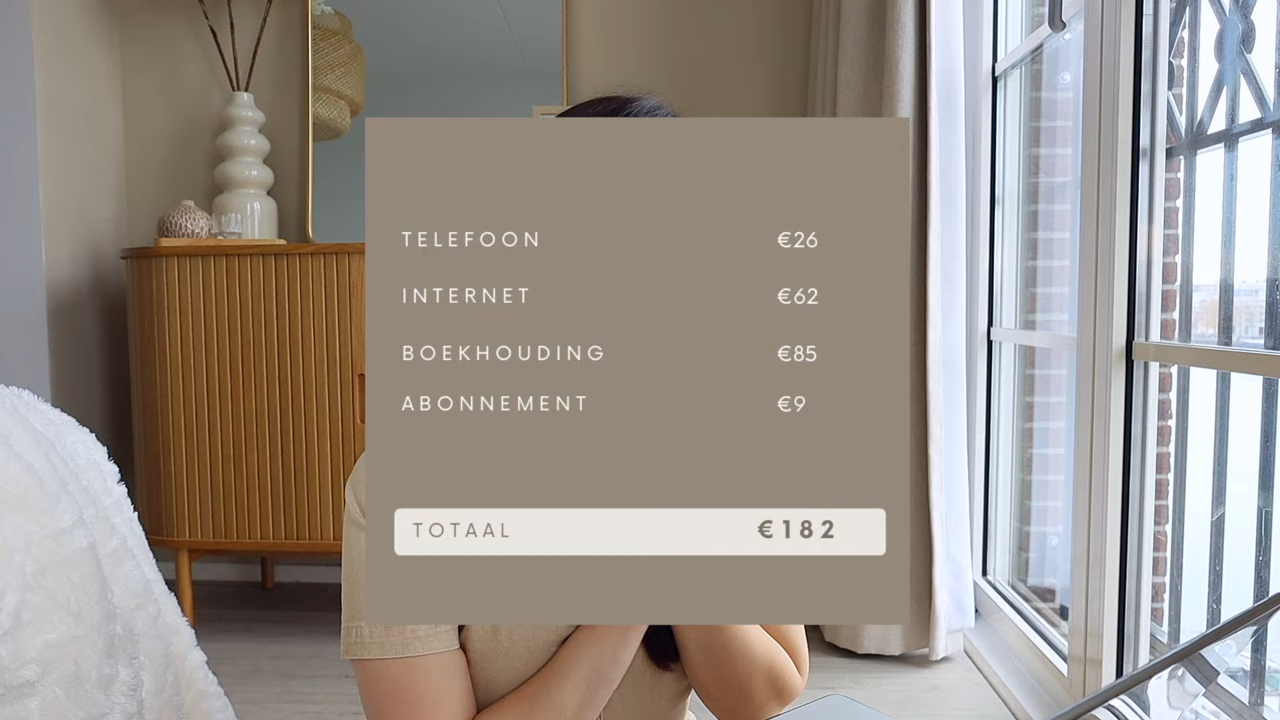 TELEFOON €26
INTERNET €62
BOEKHOUDING €85
ABONNEMENT €9
TOTAAL €182